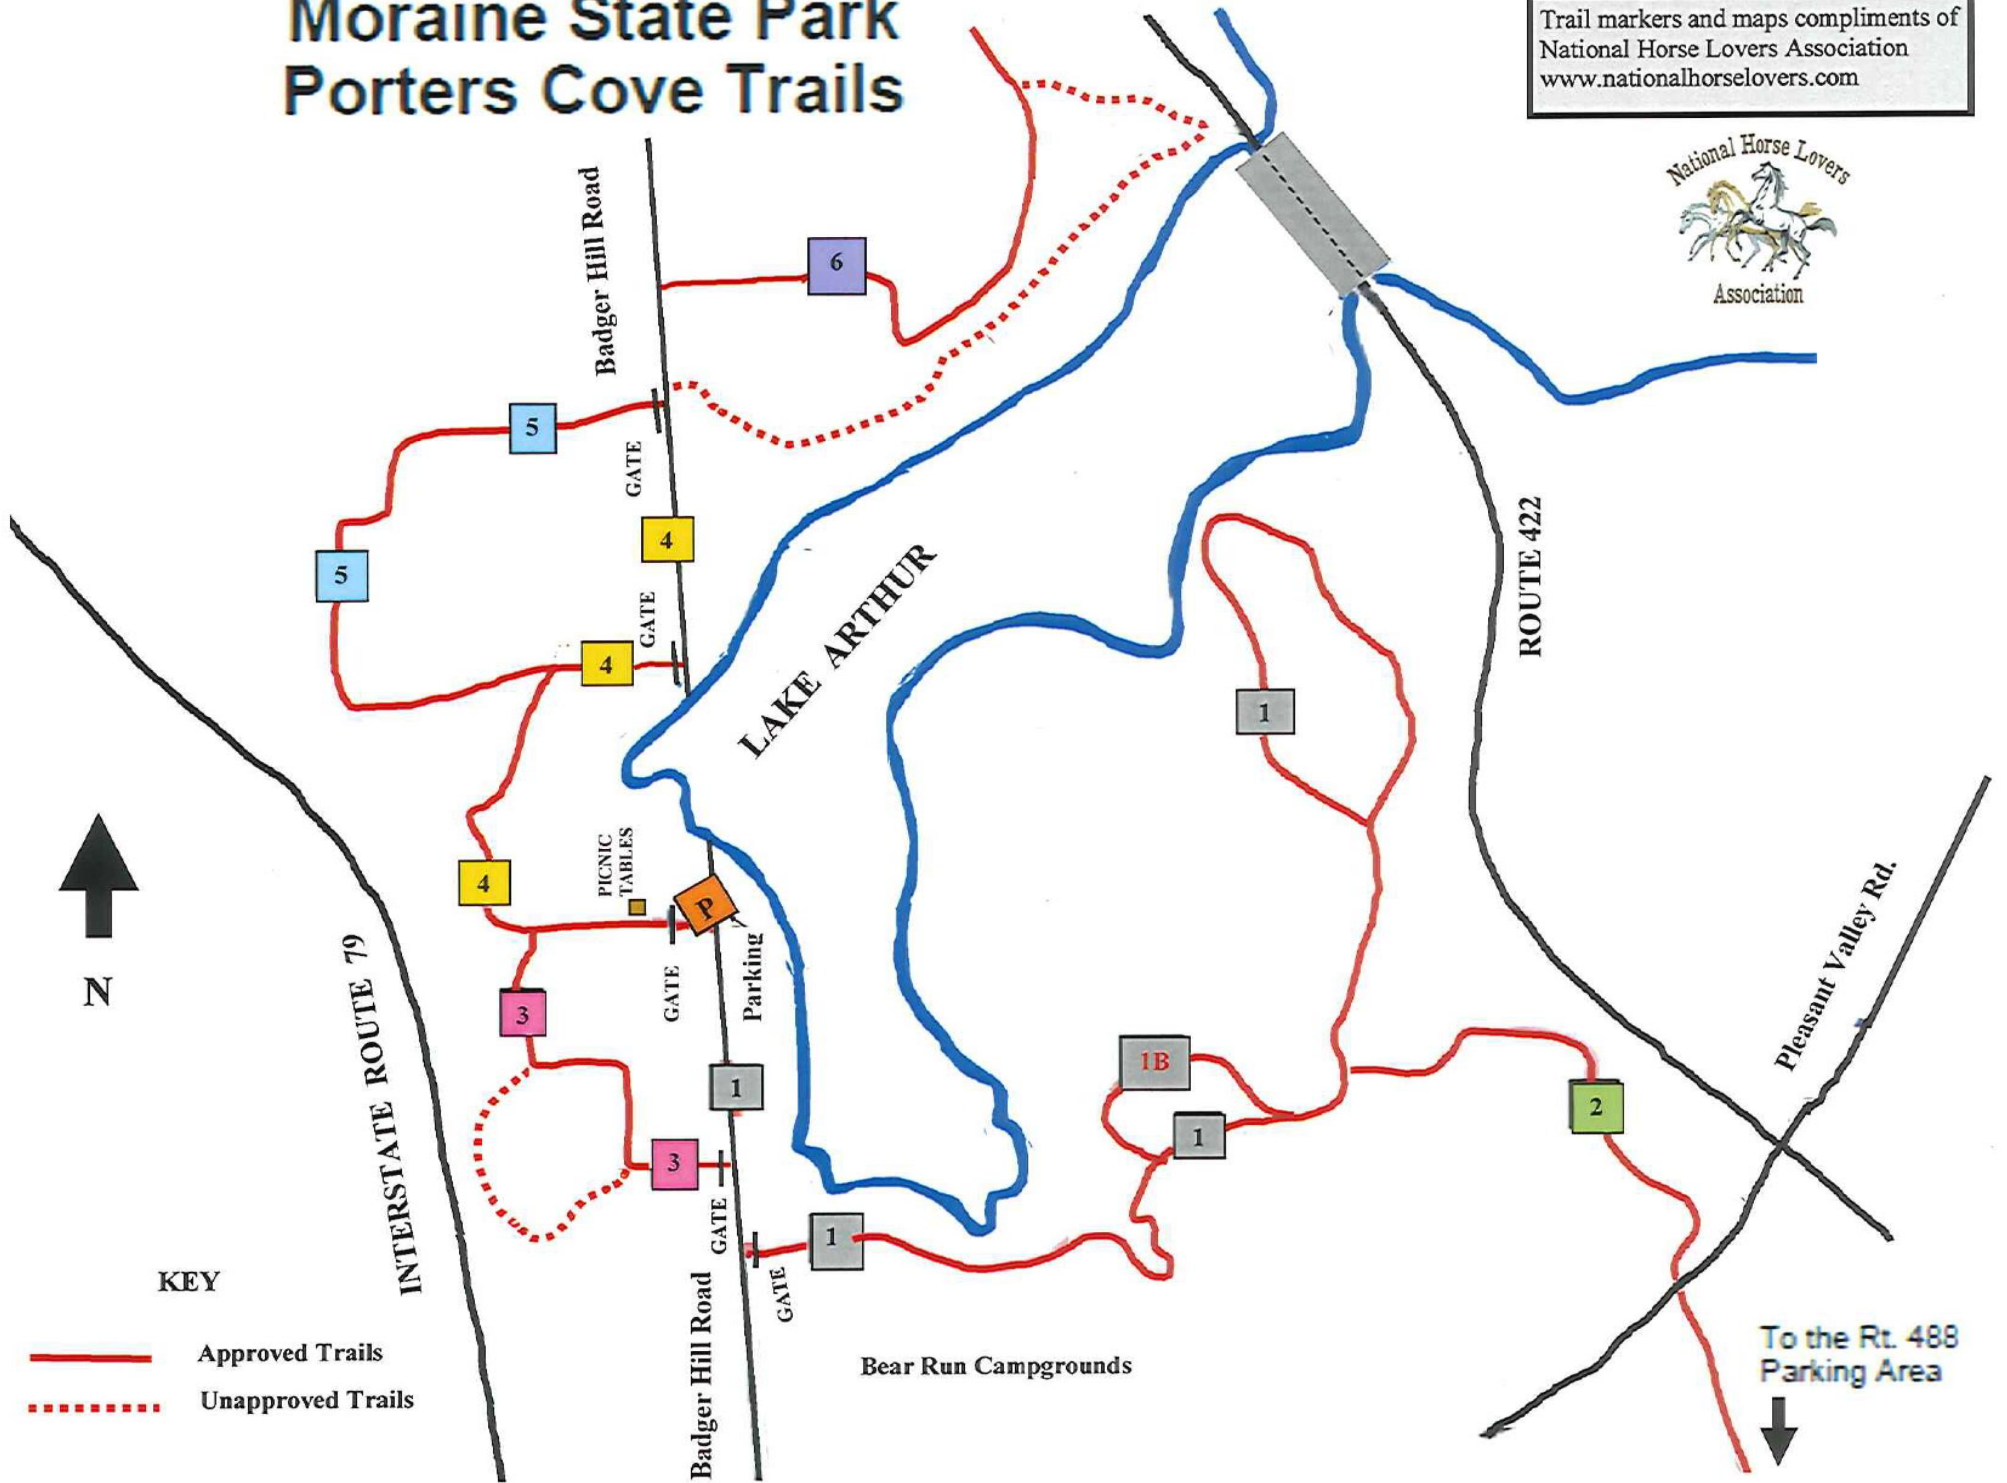 Moraine State Park
Porters Cove Trails
Trail markers and maps compliments of
National Horse Lovers Association
www.nationalhorselovers.com
National Horse Lovers
Association
Badger Hill Road
6
5
GATE
4
5
GATE
4
LAKE ARTHUR
ROUTE 422
1
PICNIC
TABLES
4
P
Parking
GATE
N
3
INTERSTATE ROUTE 79
Pleasant Valley Rd.
1
1B
2
1
3
GATE
1
GATE
KEY
Approved Trails
Unapproved Trails
Badger Hill Road
Bear Run Campgrounds
To the Rt. 488
Parking Area